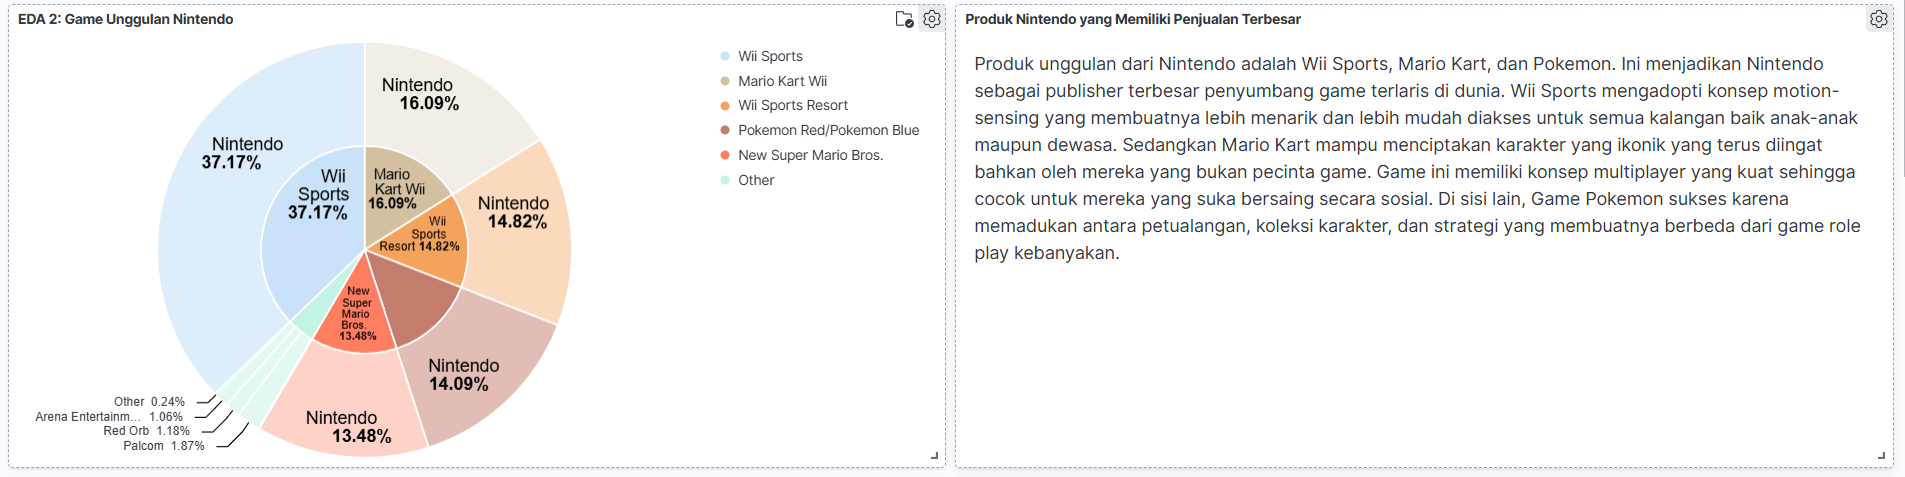 EDA 2: Game Unggulan Nintendo
Nintendo
16.09%
Nintendo
37.17%
Wii
Sports
37.17%
Mario
Kart Wii
16.09%
Wii
Sports
Resort 14.82%
Nintendo
14.82%
New
Super
Mario
Bros.
13.48%
Nintendo
14.09%
Nintendo
13.48%
Other 0.24%
Arena Entertainm... 1.06%
Red Orb 1.18%
Palcom 1.87%
Wii Sports
Mario Kart Wii
Wii Sports Resort
Pokemon Red/Pokemon Blue
New Super Mario Bros.
Other
Produk Nintendo yang Memiliki Penjualan Terbesar
Produk unggulan dari Nintendo adalah Wii Sports, Mario Kart, dan Pokemon. Ini menjadikan Nintendo
sebagai publisher terbesar penyumbang game terlaris di dunia. Wii Sports mengadopti konsep motion-
sensing yang membuatnya lebih menarik dan lebih mudah diakses untuk semua kalangan baik anak-anak
maupun dewasa. Sedangkan Mario Kart mampu menciptakan karakter yang ikonik yang terus diingat
bahkan oleh mereka yang bukan pecinta game. Game ini memiliki konsep multiplayer yang kuat sehingga
cocok untuk mereka yang suka bersaing secara sosial. Di sisi lain, Game Pokemon sukses karena
memadukan antara petualangan, koleksi karakter, dan strategi yang membuatnya berbeda dari game role
play kebanyakan.